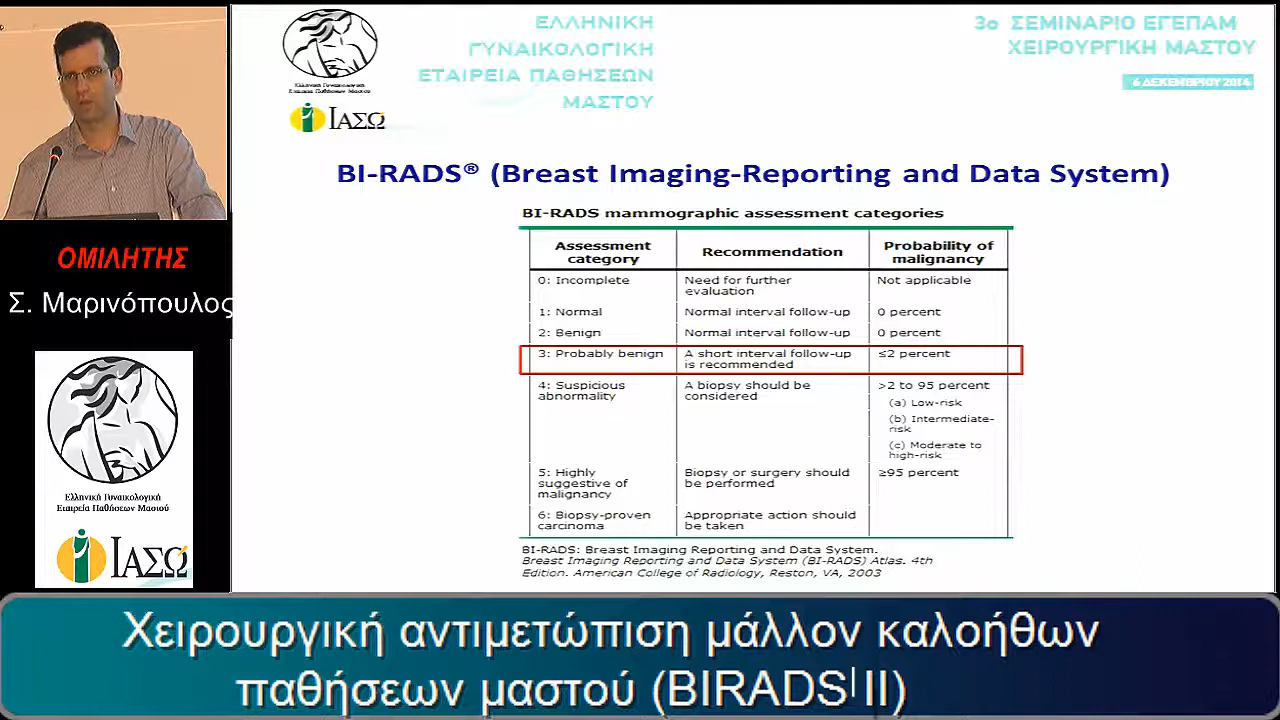 ΕΛΛΗΝΙΚΗ
ΓΥΝΑΙΚΟΛΟΓΙΚΗ
ΕΤΑΙΡΕΙΑ ΠΑΘΗΣΕΩΝ
ΜΑΣΤΟΥ
3ο ΣΕΜΙΝΑΡΙΟ ΕΓΕΠΑΜ
ΧΕΙΡΟΥΡΓΙΚΗ ΜΑΣΤΟΥ
6 ΔΕΚΕΜΒΡΙΟΥ 2014
Ελληνική Γυναικολογική
Εταιρεία Παθήσεων Μαστού
ΙΑΣΩ
BI-RADS® (Breast Imaging-Reporting and Data System)
BI-RADS mammographic assessment categories
Assessment category
Recommendation
Probability of malignancy
0: Incomplete
Need for further evaluation
Not applicable
1: Normal
Normal interval follow-up
0 percent
2: Benign
Normal interval follow-up
0 percent
3: Probably benign
A short interval follow-up is recommended
≤2 percent
4: Suspicious abnormality
A biopsy should be considered
>2 to 95 percent
(a) Low-risk
(b) Intermediate-risk
(c) Moderate to high-risk
5: Highly suggestive of malignancy
Biopsy or surgery should be performed
≥95 percent
6: Biopsy-proven carcinoma
Appropriate action should be taken
BI-RADS: Breast Imaging Reporting and Data System.
Breast Imaging Reporting and Data System (BI-RADS) Atlas. 4th
Edition. American College of Radiology, Reston, VA, 2003
ΟΜΙΛΗΤΗΣ
Σ. Μαρινόπουλος
Ελληνική Γυναικολογική
Εταιρεία Παθήσεων Μαστού
ΙΑΣΩ
Χειρουργική αντιμετώπιση μάλλον καλοήθων
παθήσεων μαστού (BIRADS III)